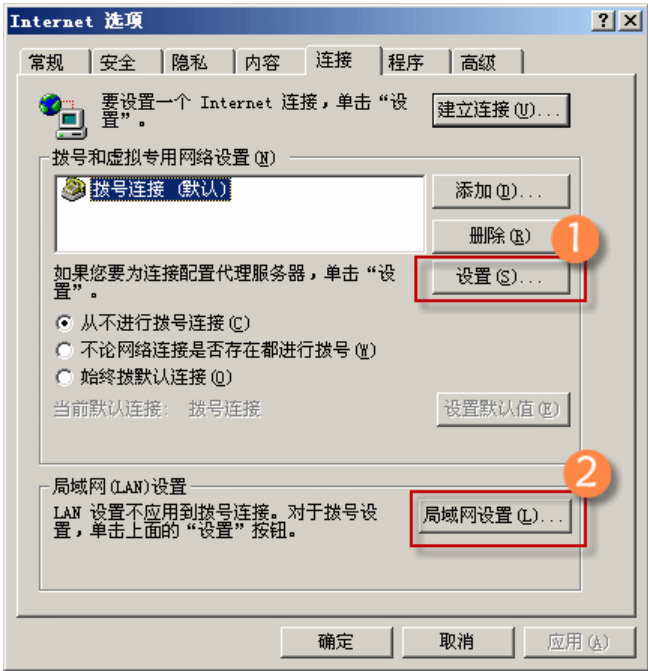 Internet 选项
常规 安全 隐私 内容 连接 程序 高级
要设置一个 Internet 连接，单击“设
置”。
建立连接(U)...
拨号和虚拟专用网络设置(N)
拨号连接 (默认)
添加(D)...
删除(R)
1
如果您要为连接配置代理服务器，单击“设
置”。
设置(S)...
从不进行拨号连接(C)
不论网络连接是否存在都进行拨号(W)
始终拨默认连接(O)
当前默认连接: 拨号连接
设置默认值(E)
2
局域网(LAN)设置
LAN 设置不应用到拨号连接。对于拨号设
置，单击上面的“设置”按钮。
局域网设置(L)...
确定 取消 应用(A)